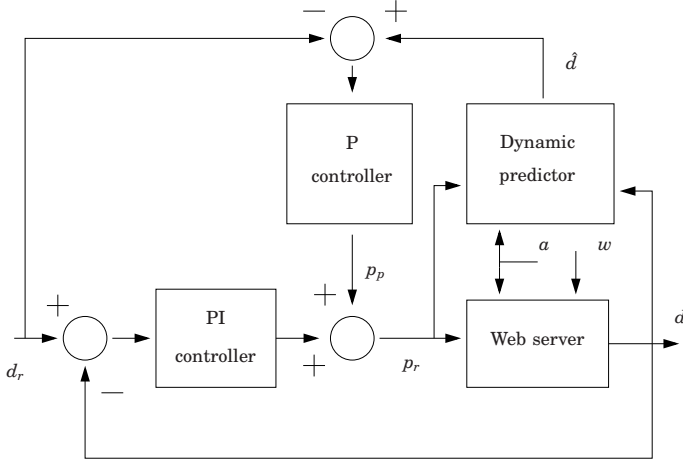 − +
d̂
P
controller
Dynamic
predictor
a w
p_p
+ +
PI
controller
+
Web server
d
d_r
p_r
−